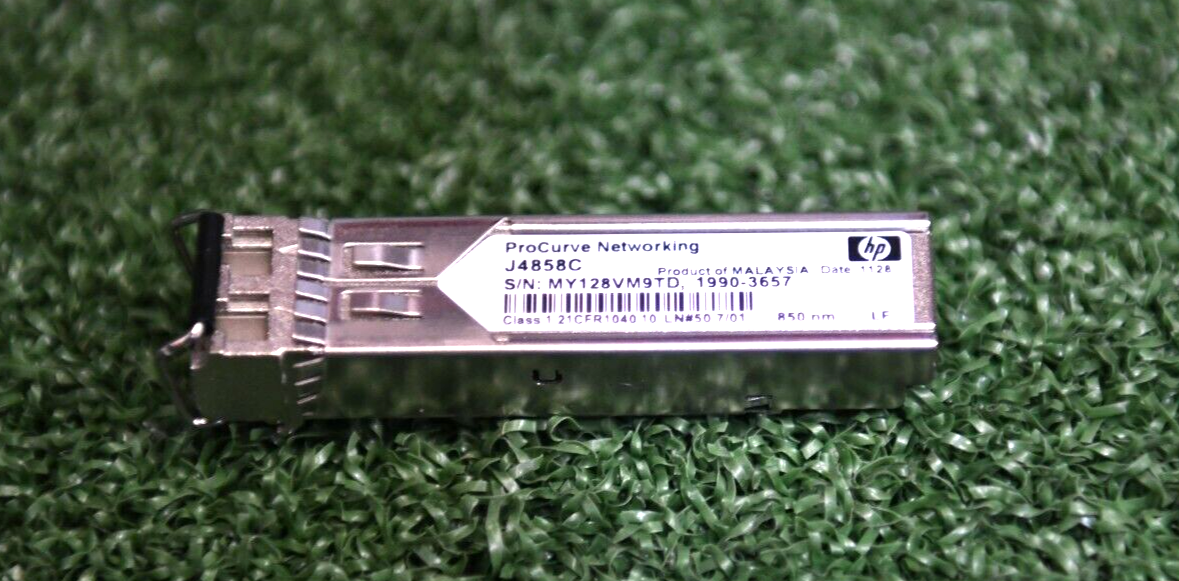 ProCurve Networking
hp
J4858C
Product of MALAYSIA Date 1128
S/N: MY128VM9TD, 1990-3657
Class 1 21CFR1040.10 LN#50 7/01 850 nm LF